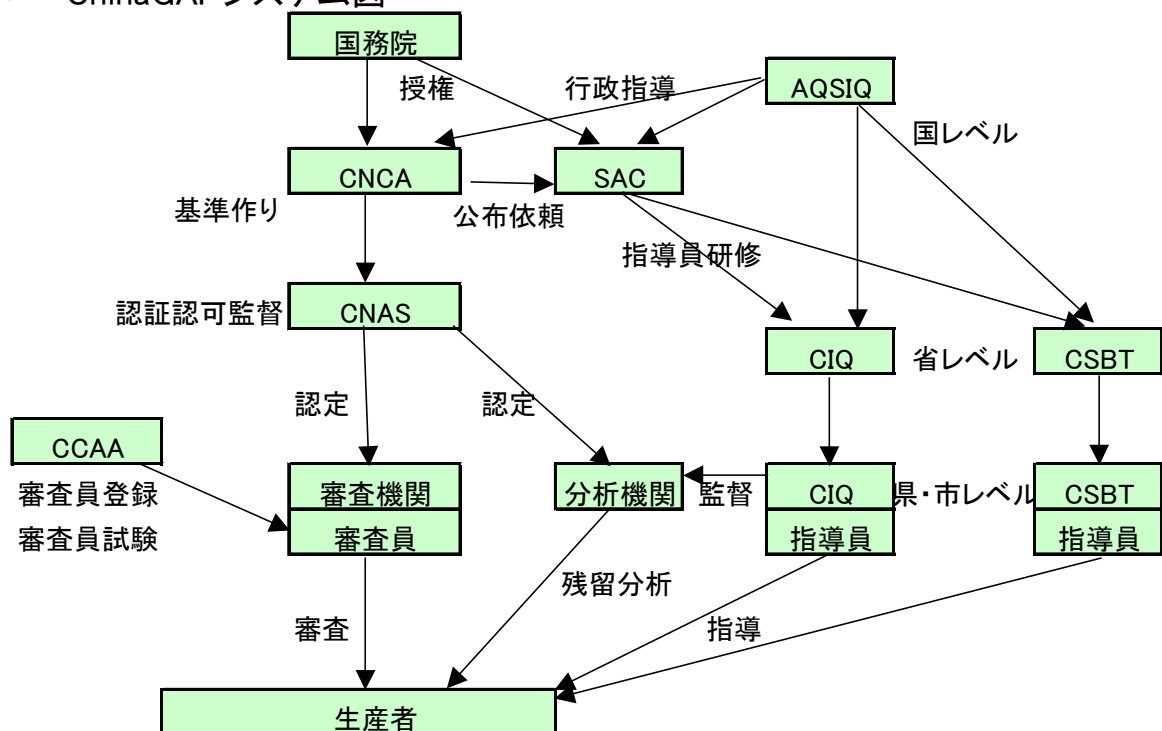 ChinaGAPシステム図
国務院
授権
行政指導
AQSIQ
国レベル
CNCA
SAC
基準作り
公布依頼
指導員研修
認証認可監督
CNAS
CIQ
省レベル
CSBT
認定
認定
CCAA
審査員登録
審査員試験
審査機関
審査員
分析機関
監督
CIQ
指導員
県・市レベル
CSBT
指導員
残留分析
審査
指導
生産者